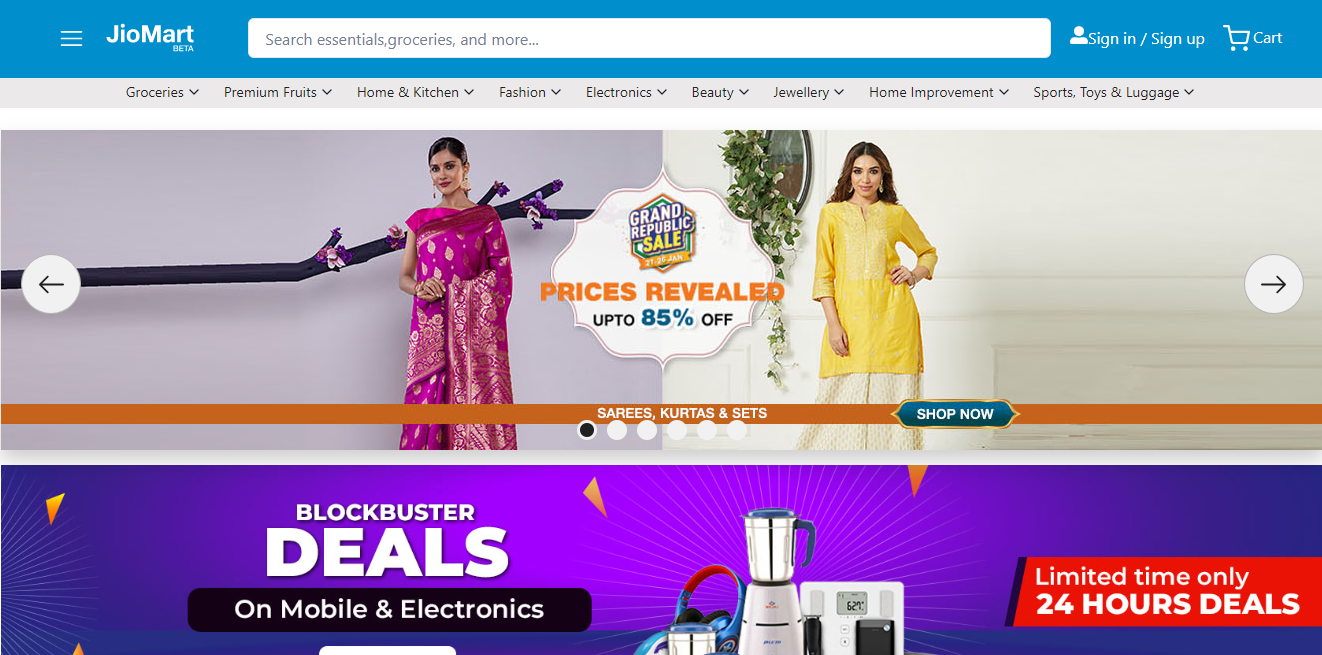 JioMart
BETA
Search essentials,groceries, and more...
Sign in / Sign up
Cart
Groceries
Premium Fruits
Home & Kitchen
Fashion
Electronics
Beauty
Jewellery
Home Improvement
Sports, Toys & Luggage
GRAND
REPUBLIC
SALE
21-26 JAN
PRICES REVEALED
UPTO 85% OFF
SAREES, KURTAS & SETS
SHOP NOW
BLOCKBUSTER
DEALS
On Mobile & Electronics
Limited time only
24 HOURS DEALS